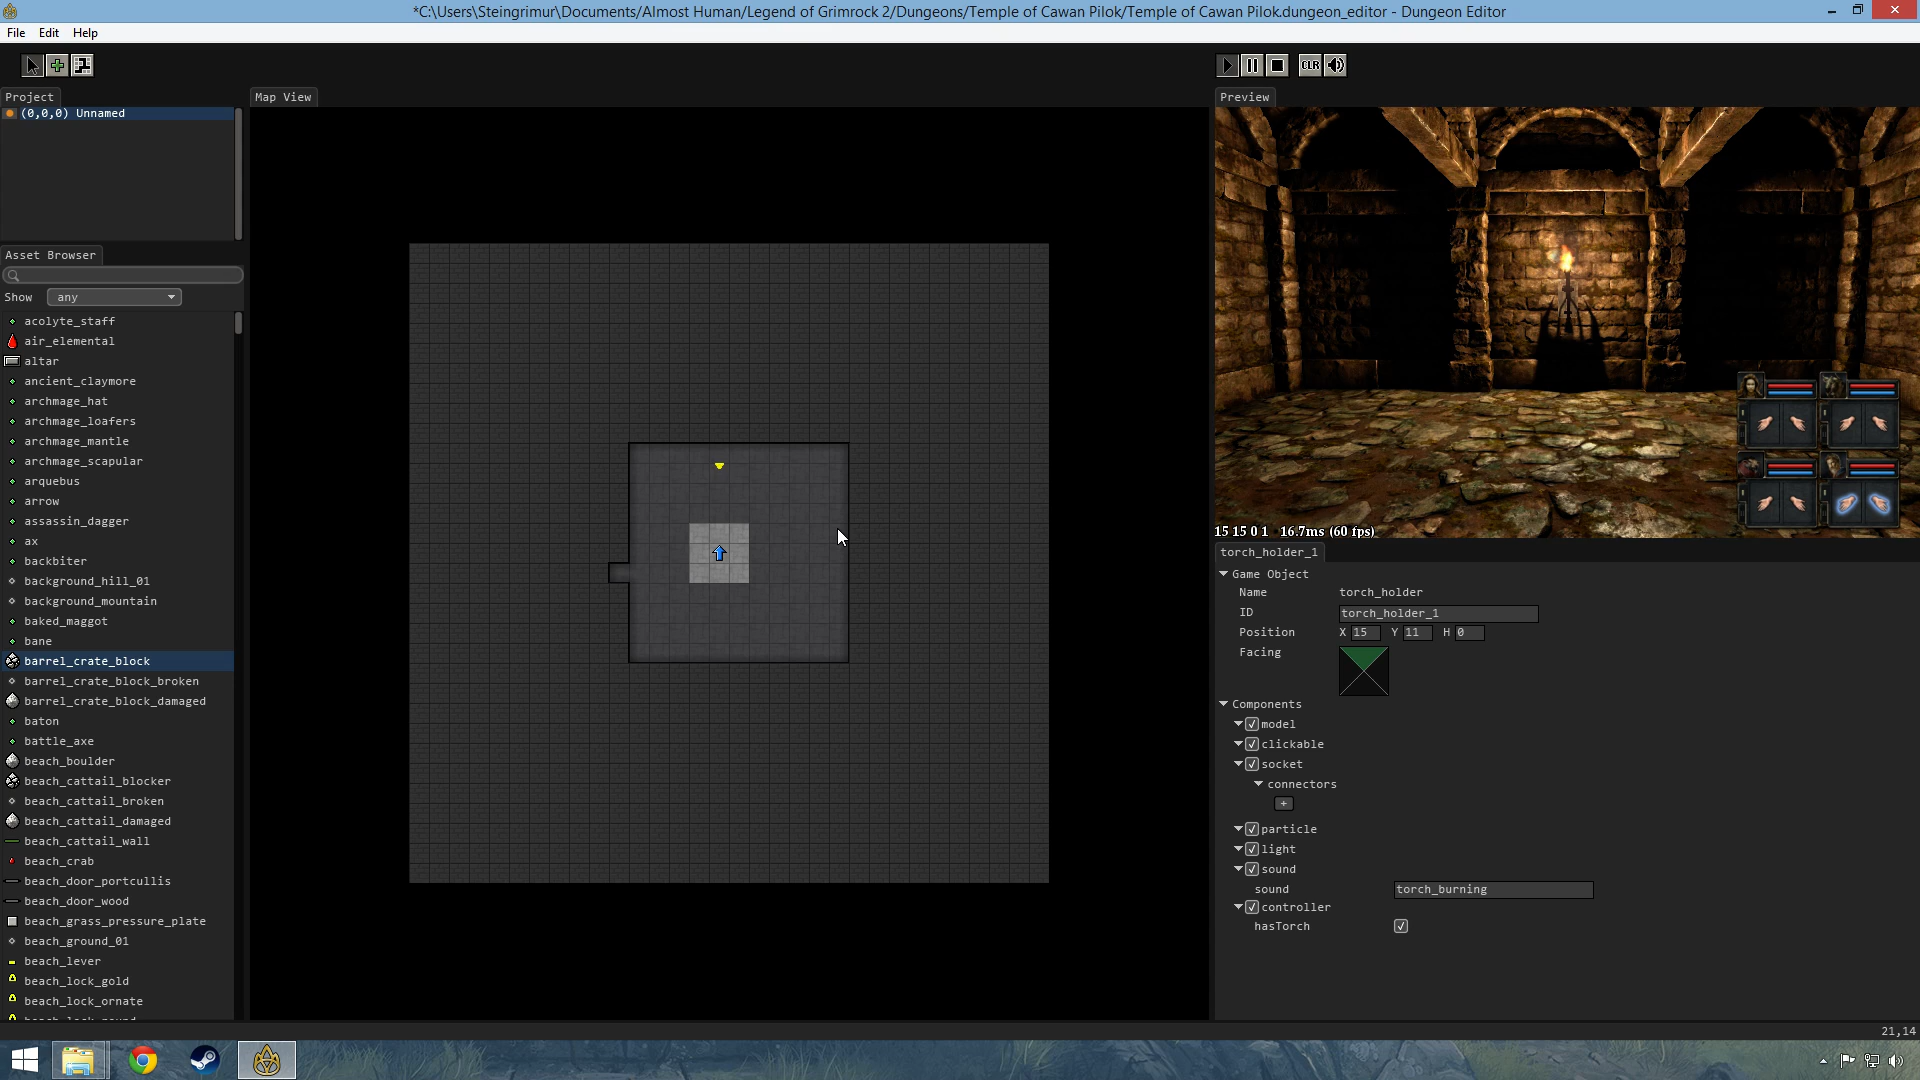 *C:\Users\Steingrimur\Documents/Almost Human/Legend of Grimrock 2/Dungeons/Temple of Cawan Pilok/Temple of Cawan Pilok.dungeon_editor - Dungeon Editor
File Edit Help
CLR
Project
(0,0,0) Unnamed
Asset Browser
Show any
acolyte_staff
air_elemental
altar
ancient_claymore
archmage_hat
archmage_loafers
archmage_mantle
archmage_scapular
arquebus
arrow
assassin_dagger
ax
backbiter
background_hill_01
background_mountain
baked_maggot
bane
barrel_crate_block
barrel_crate_block_broken
barrel_crate_block_damaged
baton
battle_axe
beach_boulder
beach_cattail_blocker
beach_cattail_broken
beach_cattail_damaged
beach_cattail_wall
beach_crab
beach_door_portcullis
beach_door_wood
beach_grass_pressure_plate
beach_ground_01
beach_lever
beach_lock_gold
beach_lock_ornate
Map View
Preview
15 15 0 1 16.7ms (60 fps)
torch_holder_1
Game Object
Name torch_holder
ID torch_holder_1
Position X 15 Y 11 H 0
Facing
Components
model
clickable
socket
connectors
+
particle
light
sound
sound torch_burning
controller
hasTorch
21,14